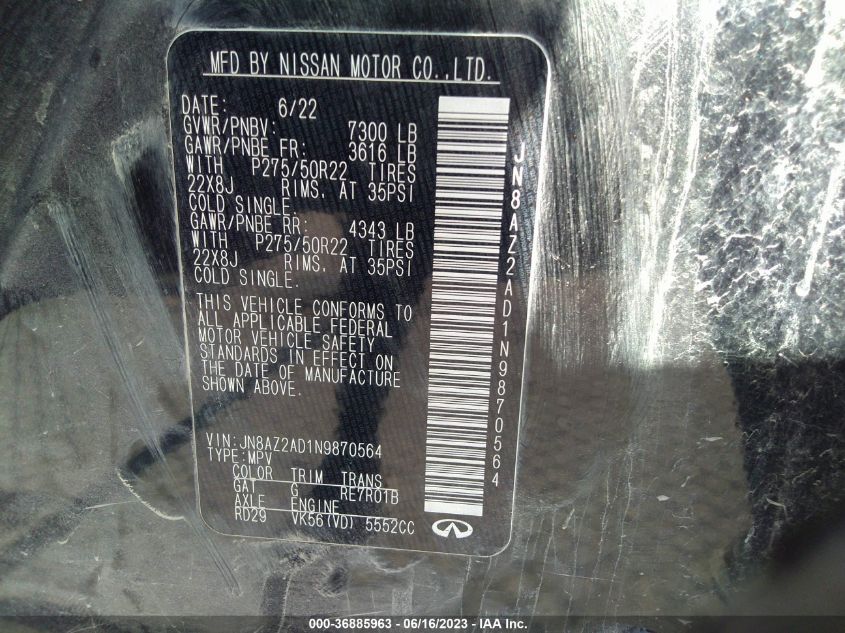 MFD BY NISSAN MOTOR CO.,LTD.
DATE: 6/22
GVWR/PNBV: 7300 LB
GAWR/PNBE FR: 3616 LB
WITH P275/50R22 TIRES
22X8J RIMS, AT 35PSI
COLD SINGLE.
GAWR/PNBE RR: 4343 LB
WITH P275/50R22 TIRES
22X8J RIMS, AT 35PSI
COLD SINGLE.
THIS VEHICLE CONFORMS TO
ALL APPLICABLE FEDERAL
MOTOR VEHICLE SAFETY
STANDARDS IN EFFECT ON
THE DATE OF MANUFACTURE
SHOWN ABOVE.
VIN:JN8AZ2AD1N9870564
TYPE:MPV
COLOR TRIM TRANS
GAT G RE7R01B
AXLE ENGINE
RD29 VK56(VD) 5552CC
JN8AZ2AD1N9870564
000-36885963 - 06/16/2023 - IAA Inc.